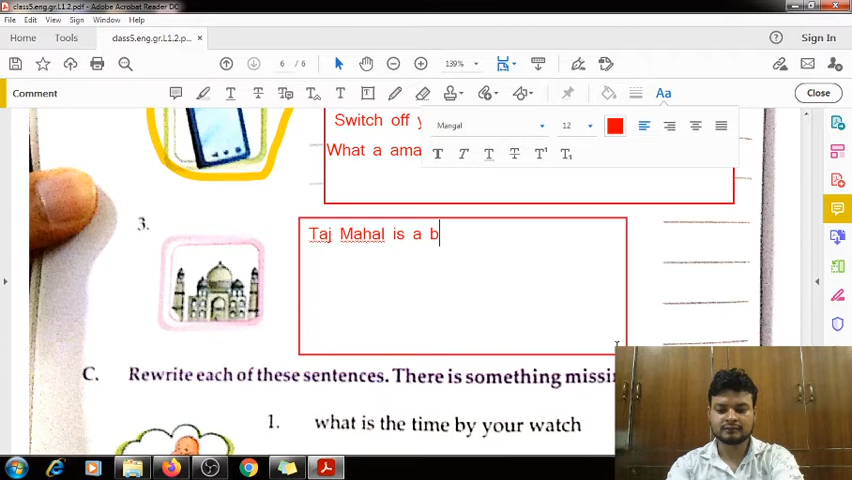 class5.eng.gr.L1.2.pdf - Adobe Acrobat Reader DC
File Edit View Sign Window Help
Home Tools class5.eng.gr.L1.2.p... × Sign In
6 / 6 139%
Comment Close
Mangal 12
Switch off y
What a ama
3.
Taj Mahal is a b
C. Rewrite each of these sentences. There is something missi
1. what is the time by your watch